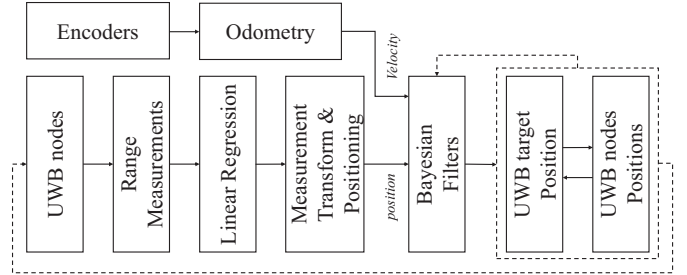 Encoders
Odometry
Velocity
UWB nodes
Range
Measurements
Linear Regression
Measurement
Transform &
Positioning
position
Bayesian
Filters
UWB target
Position
UWB nodes
Positions